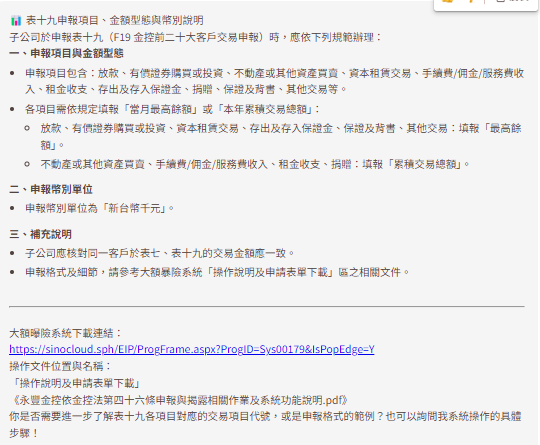 📊 表十九申報項目、金額型態與幣別說明
子公司於申報表十九（F19 金控前二十大客戶交易申報）時，應依下列規範辦理：
一、申報項目與金額型態
• 申報項目包含：放款、有價證券購買或投資、不動產或其他資產買賣、資本租賃交易、手續費/佣金/服務費收
入、租金收支、存出及存入保證金、捐贈、保證及背書、其他交易等。
• 各項目需依規定填報「當月最高餘額」或「本年累積交易總額」：
○ 放款、有價證券購買或投資、資本租賃交易、存出及存入保證金、保證及背書、其他交易：填報「最高餘
額」。
○ 不動產或其他資產買賣、手續費/佣金/服務費收入、租金收支、捐贈：填報「累積交易總額」。
二、申報幣別單位
• 申報幣別單位為「新台幣千元」。
三、補充說明
• 子公司應核對同一客戶於表七、表十九的交易金額應一致。
• 申報格式及細節，請參考大額暴險系統「操作說明及申請表單下載」區之相關文件。
大額曝險系統下載連結：
https://sinocloud.sph/EIP/ProgFrame.aspx?ProgID=Sys00179&IsPopEdge=Y
操作文件位置與名稱：
「操作說明及申請表單下載」
《永豐金控依金控法第四十六條申報與揭露相關作業及系統功能說明.pdf》
你是否需要進一步了解表十九各項目對應的交易項目代號，或是申報格式的範例？也可以詢問我系統操作的具體
步驟！